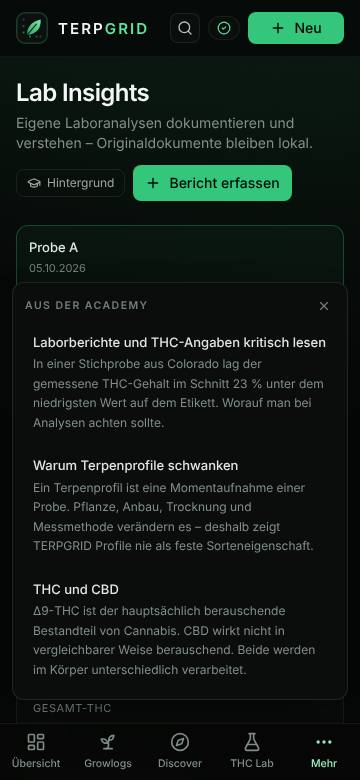 TERPGRID
Neu
Lab Insights
Eigene Laboranalysen dokumentieren und
verstehen – Originaldokumente bleiben lokal.
Hintergrund
Bericht erfassen
Probe A
05.10.2026
AUS DER ACADEMY
Laborberichte und THC-Angaben kritisch lesen
In einer Stichprobe aus Colorado lag der
gemessene THC-Gehalt im Schnitt 23 % unter dem
niedrigsten Wert auf dem Etikett. Worauf man bei
Analysen achten sollte.
Warum Terpenprofile schwanken
Ein Terpenprofil ist eine Momentaufnahme einer
Probe. Pflanze, Anbau, Trocknung und
Messmethode verändern es – deshalb zeigt
TERPGRID Profile nie als feste Sorteneigenschaft.
THC und CBD
Δ9-THC ist der hauptsächlich berauschende
Bestandteil von Cannabis. CBD wirkt nicht in
vergleichbarer Weise berauschend. Beide werden
im Körper unterschiedlich verarbeitet.
GESAMT-THC
Übersicht
Growlogs
Discover
THC Lab
Mehr